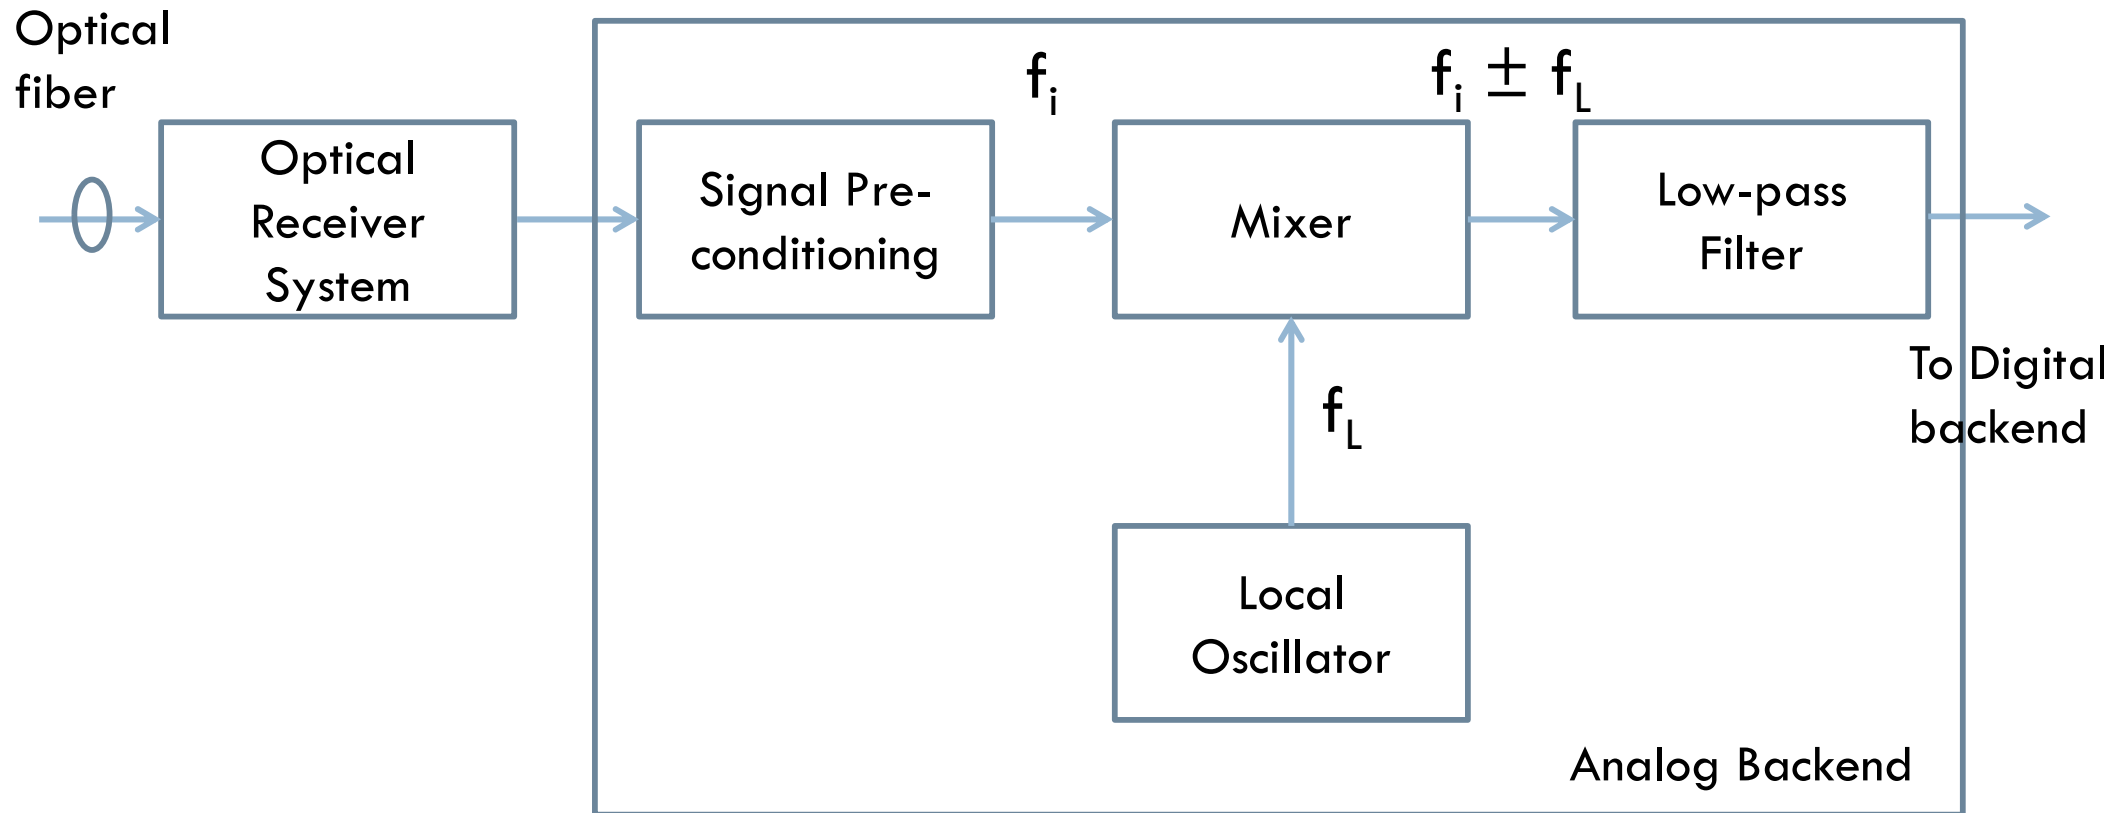 Optical
fiber
Optical
Receiver
System
Signal Pre-
conditioning
fi
Mixer
fi ± fL
Low-pass
Filter
To Digital
backend
fL
Local
Oscillator
Analog Backend